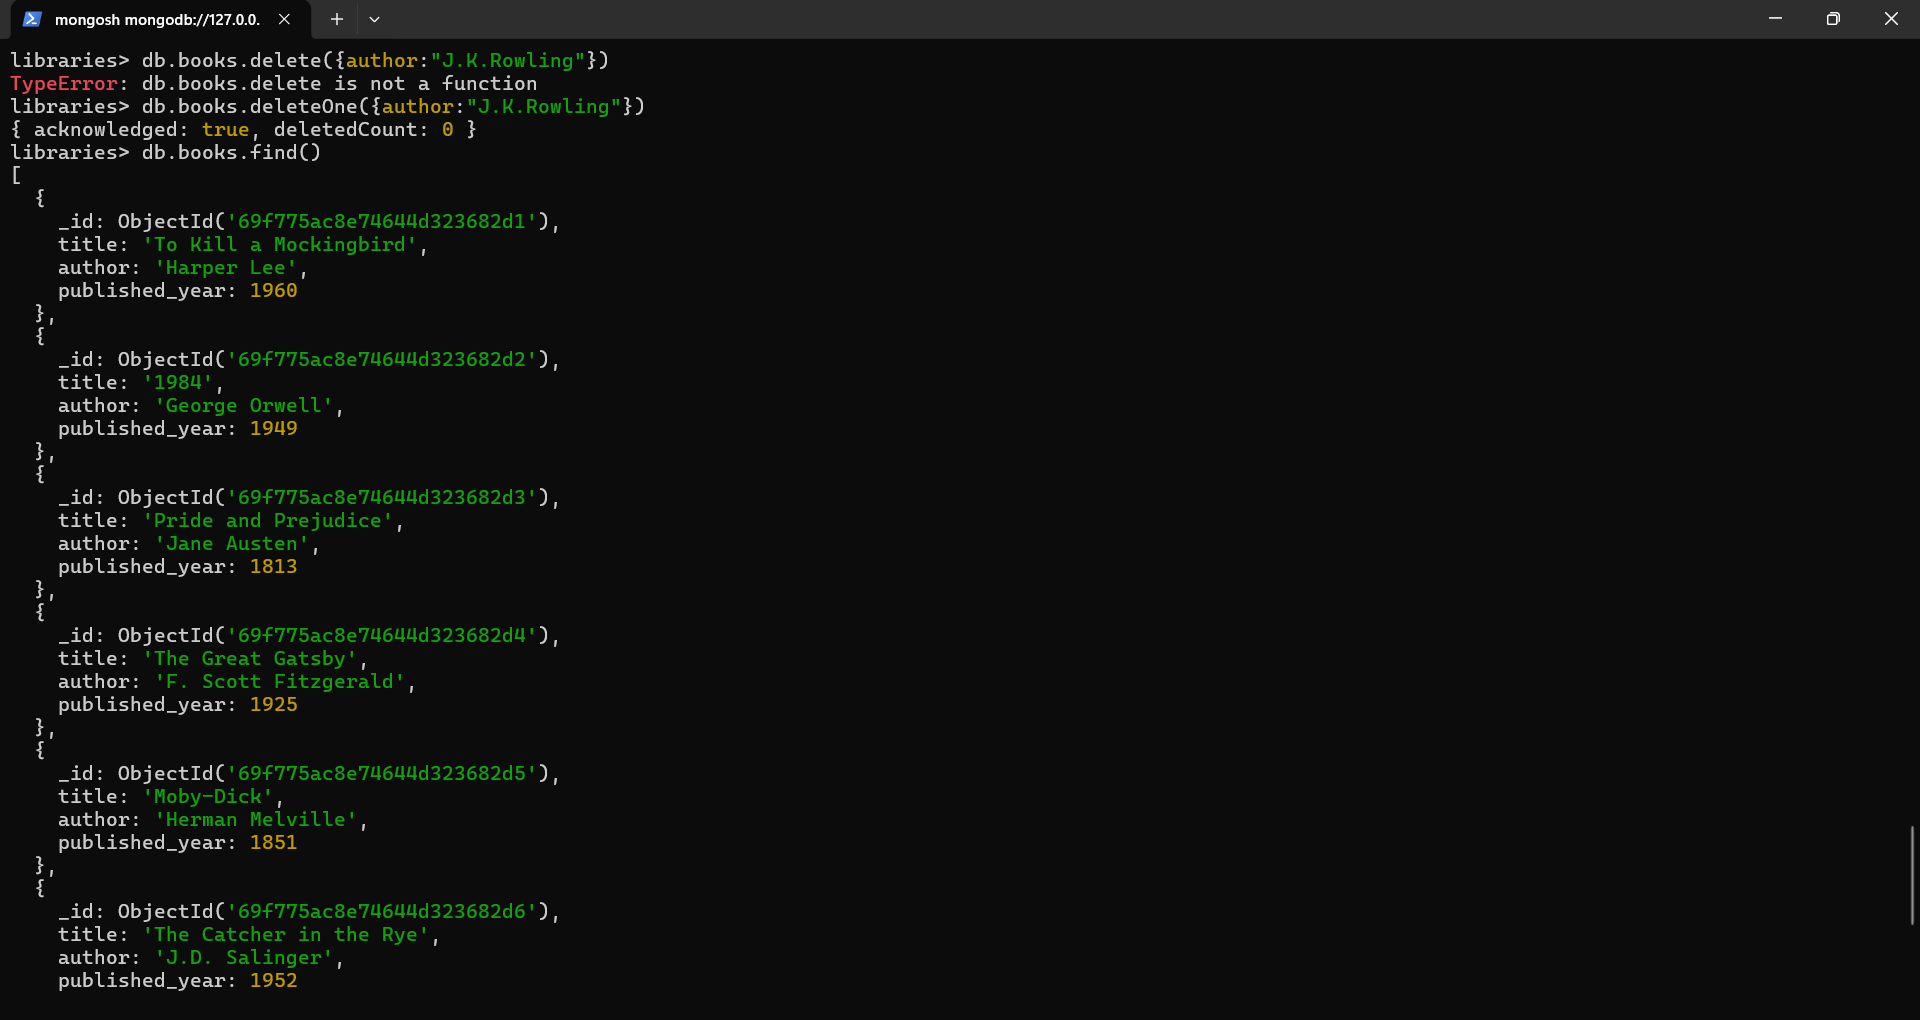 mongosh mongodb://127.0.0.
libraries> db.books.delete({author:"J.K.Rowling"})
TypeError: db.books.delete is not a function
libraries> db.books.deleteOne({author:"J.K.Rowling"})
{ acknowledged: true, deletedCount: 0 }
libraries> db.books.find()
[
  {
    _id: ObjectId('69f775ac8e74644d323682d1'),
    title: 'To Kill a Mockingbird',
    author: 'Harper Lee',
    published_year: 1960
  },
  {
    _id: ObjectId('69f775ac8e74644d323682d2'),
    title: '1984',
    author: 'George Orwell',
    published_year: 1949
  },
  {
    _id: ObjectId('69f775ac8e74644d323682d3'),
    title: 'Pride and Prejudice',
    author: 'Jane Austen',
    published_year: 1813
  },
  {
    _id: ObjectId('69f775ac8e74644d323682d4'),
    title: 'The Great Gatsby',
    author: 'F. Scott Fitzgerald',
    published_year: 1925
  },
  {
    _id: ObjectId('69f775ac8e74644d323682d5'),
    title: 'Moby-Dick',
    author: 'Herman Melville',
    published_year: 1851
  },
  {
    _id: ObjectId('69f775ac8e74644d323682d6'),
    title: 'The Catcher in the Rye',
    author: 'J.D. Salinger',
    published_year: 1952